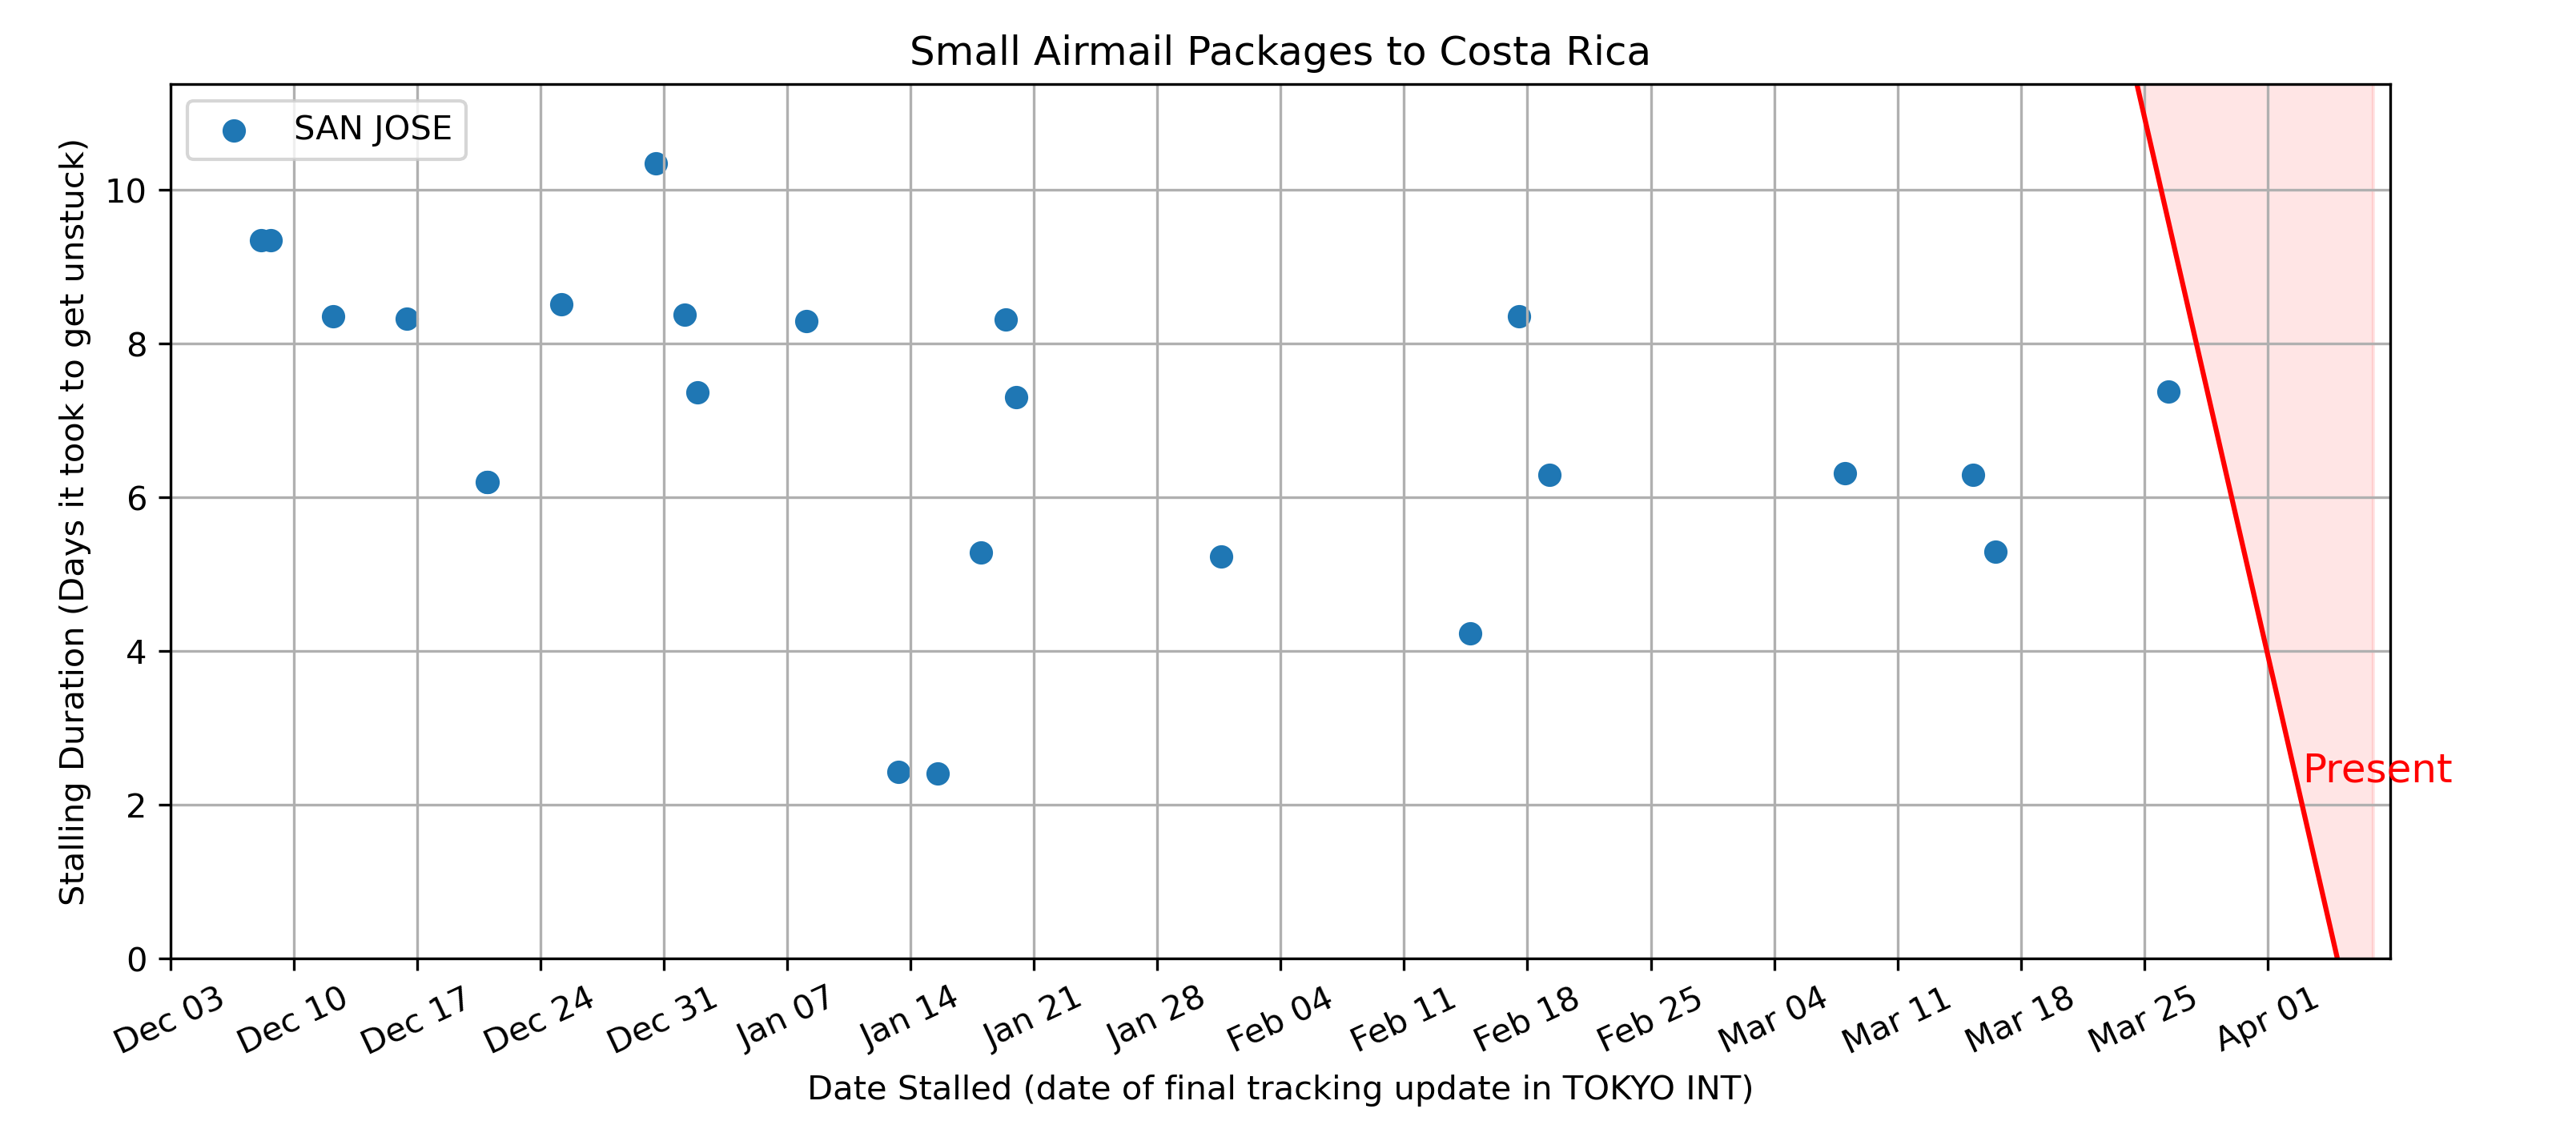 Small Airmail Packages to Costa Rica
SAN JOSE
Stalling Duration (Days it took to get unstuck)
10
8
6
4
2
0
Present
Dec 03 Dec 10 Dec 17 Dec 24 Dec 31 Jan 07 Jan 14 Jan 21 Jan 28 Feb 04 Feb 11 Feb 18 Feb 25 Mar 04 Mar 11 Mar 18 Mar 25 Apr 01
Date Stalled (date of final tracking update in TOKYO INT)